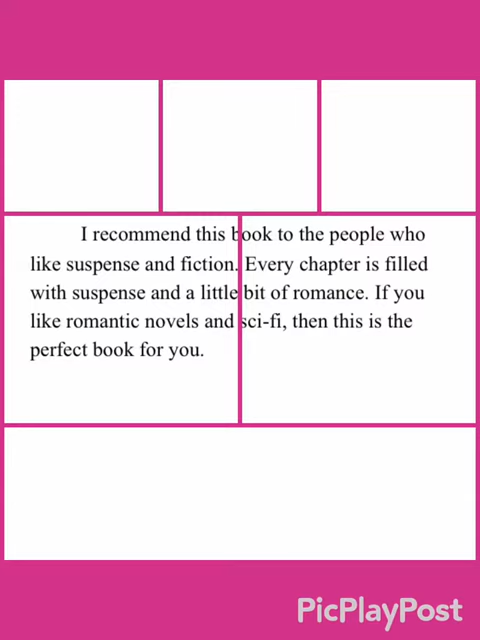 I recommend this book to the people who
like suspense and fiction. Every chapter is filled
with suspense and a little bit of romance. If you
like romantic novels and sci-fi, then this is the
perfect book for you.
PicPlayPost